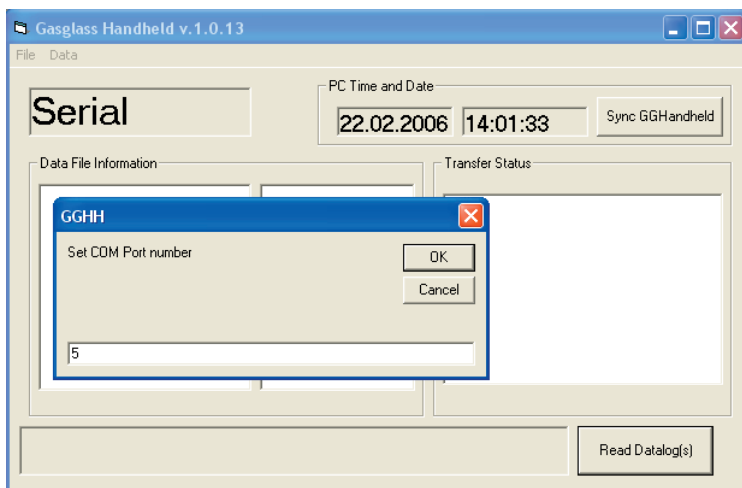 Gasglass Handheld v.1.0.13
File Data
Serial
PC Time and Date
22.02.2006 14:01:33 Sync GGHandheld
Data File Information
Transfer Status
GGHH
Set COM Port number
OK
Cancel
5
Read Datalog(s)